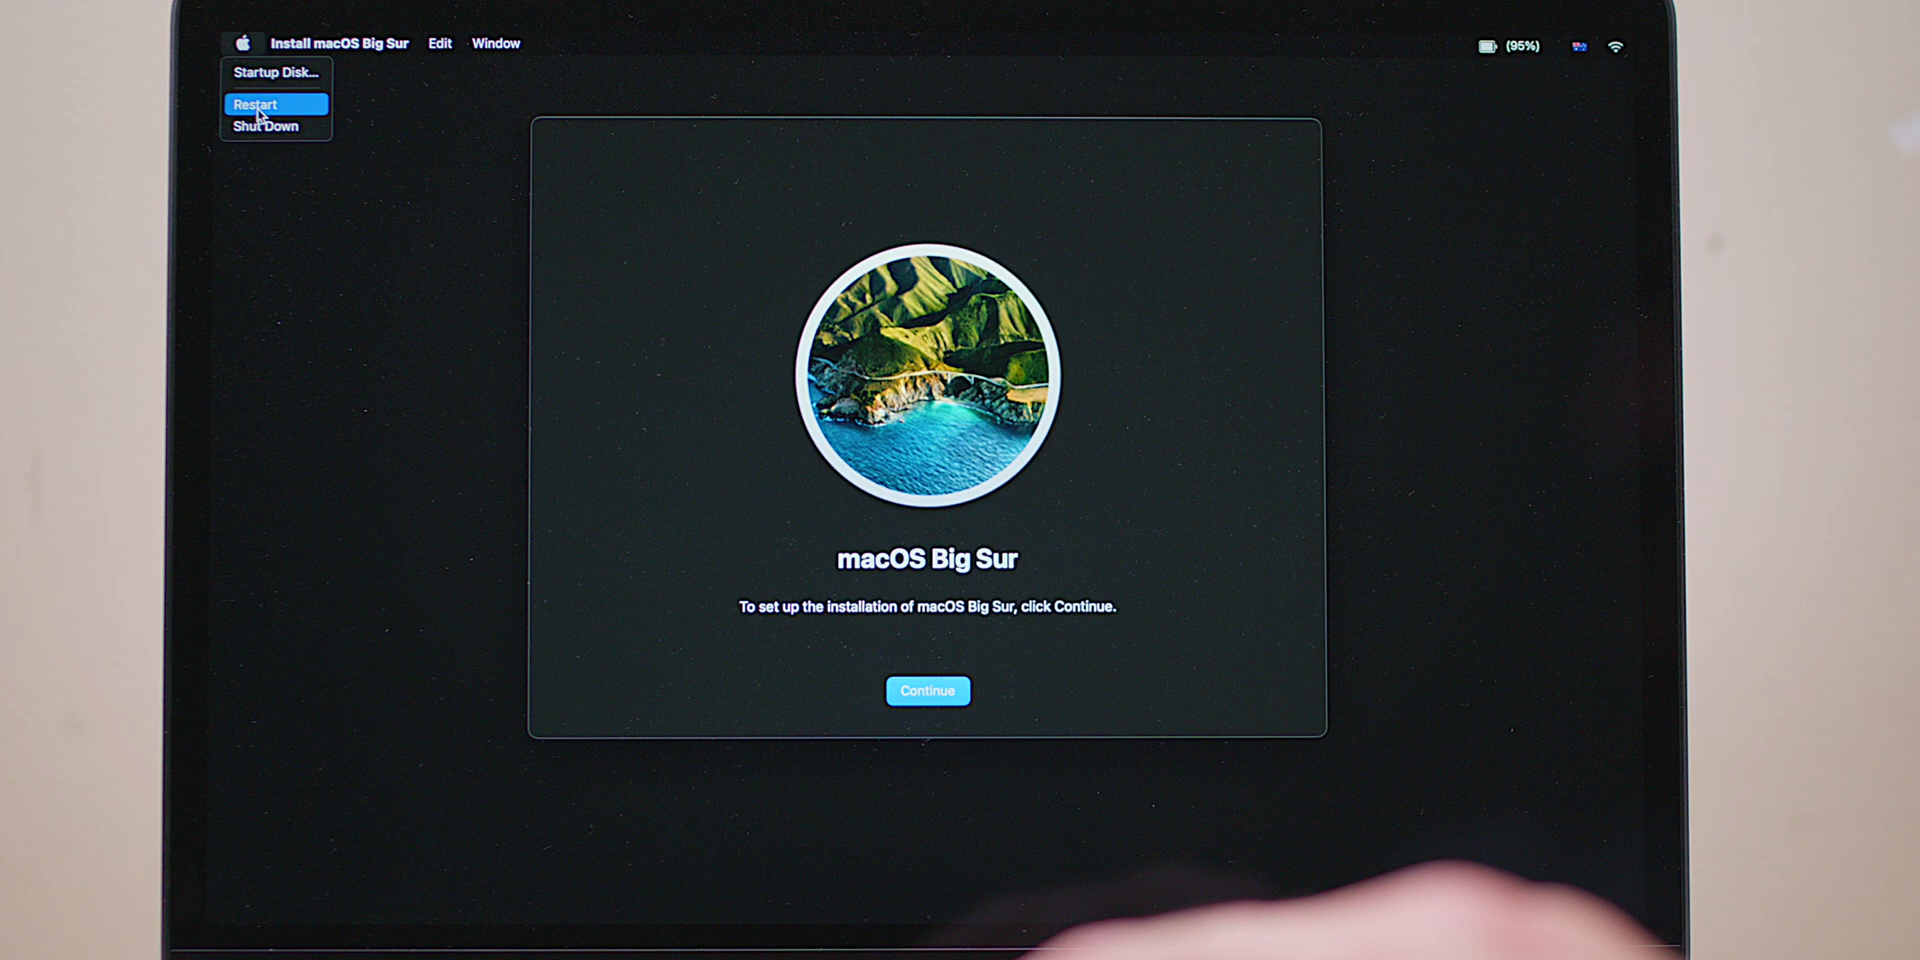 Install macOS Big Sur Edit Window (95%)
Startup Disk...
Restart
Shut Down
macOS Big Sur
To set up the installation of macOS Big Sur, click Continue.
Continue